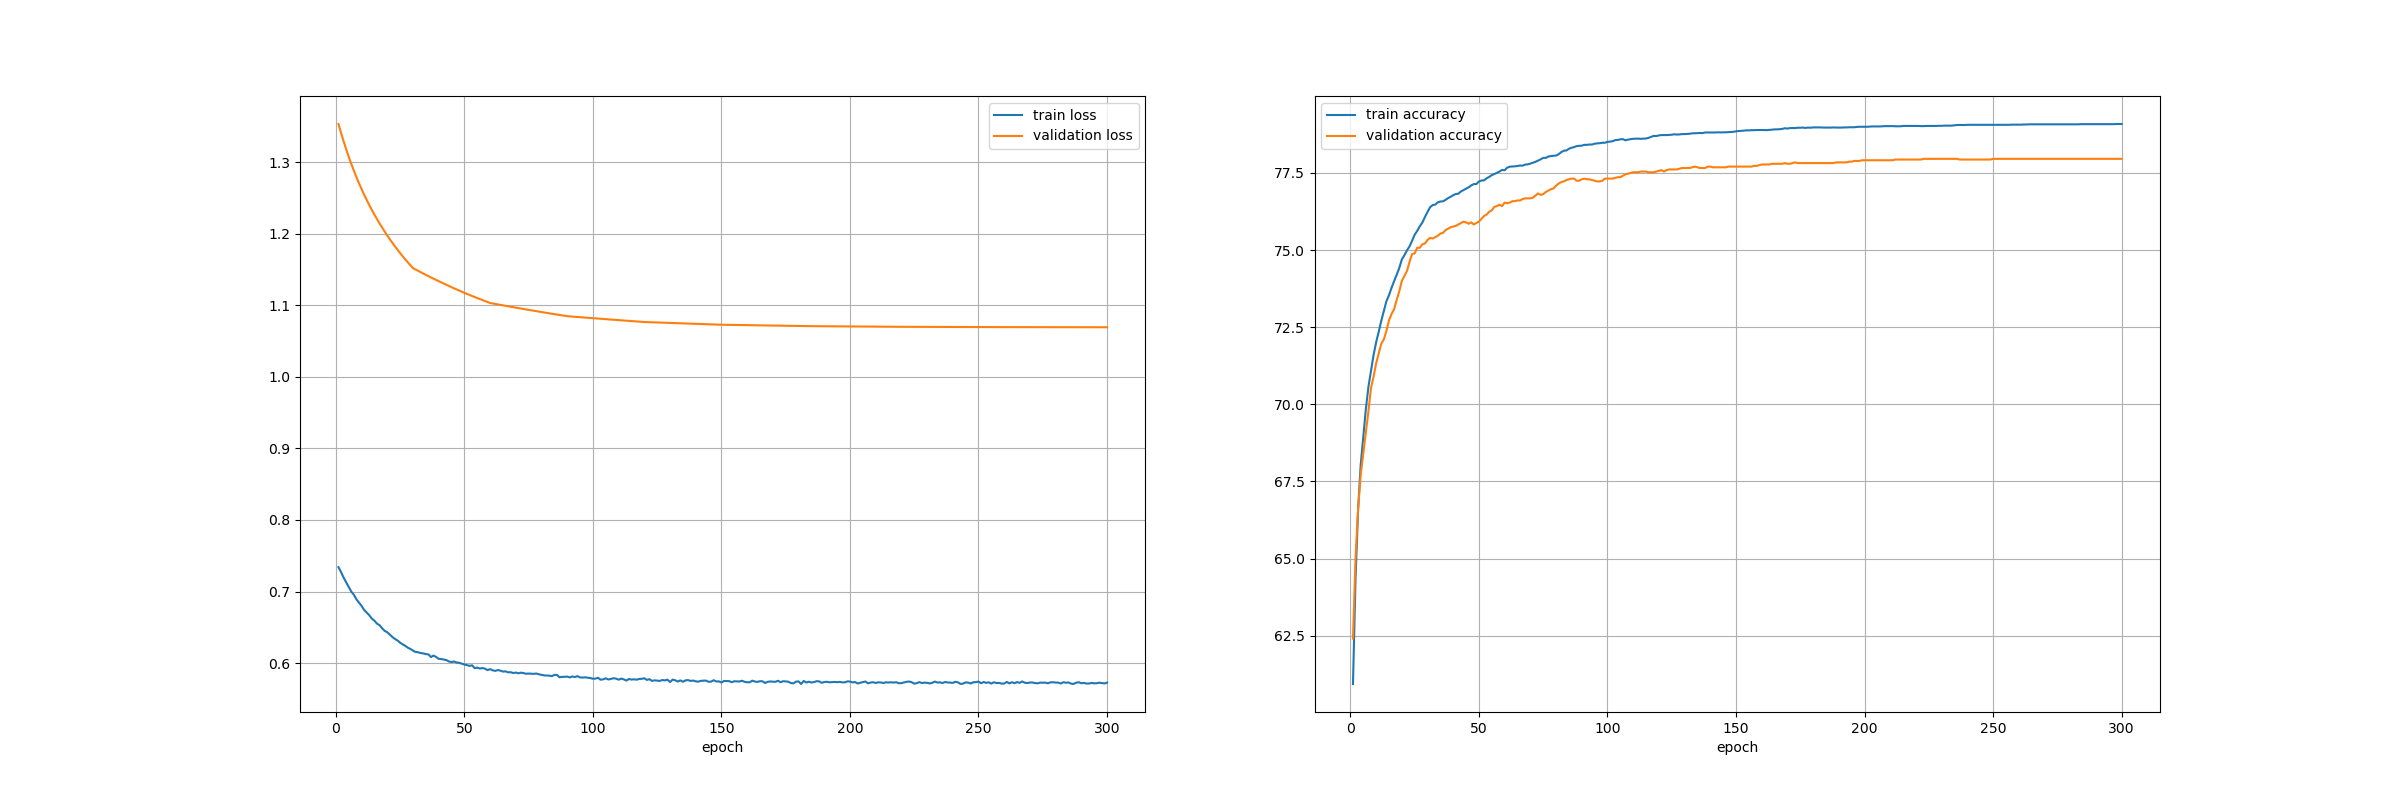 train loss
validation loss
1.3
1.2
1.1
1.0
0.9
0.8
0.7
0.6
0 50 100 150 200 250 300
epoch
train accuracy
validation accuracy
77.5
75.0
72.5
70.0
67.5
65.0
62.5
0 50 100 150 200 250 300
epoch